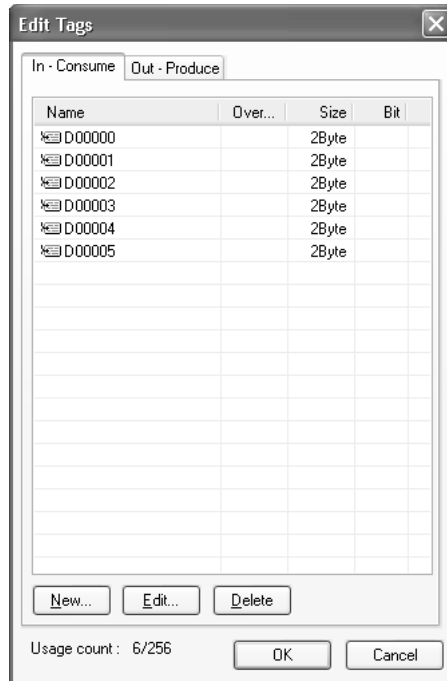 Edit Tags
In - Consume Out - Produce
Name Over... Size Bit
D00000 2Byte
D00001 2Byte
D00002 2Byte
D00003 2Byte
D00004 2Byte
D00005 2Byte
New... Edit... Delete
Usage count : 6/256 OK Cancel